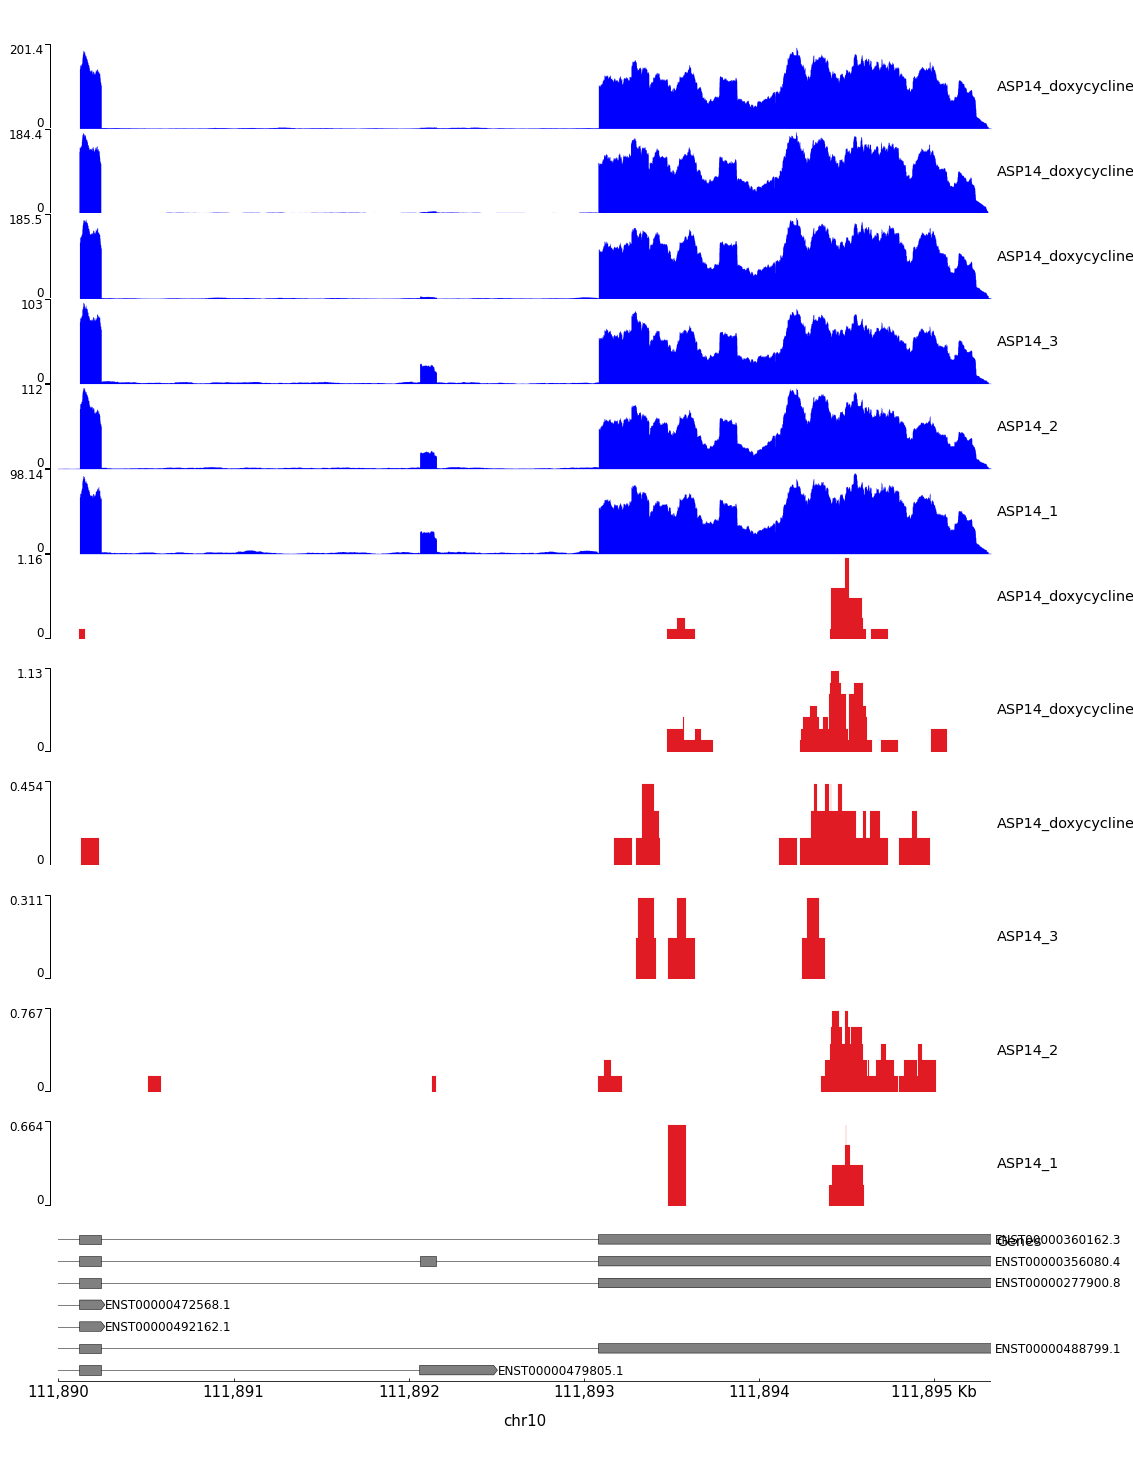 201.4
ASP14_doxycycline
0
184.4
ASP14_doxycycline
0
185.5
ASP14_doxycycline
0
103
ASP14_3
0
112
ASP14_2
0
98.14
ASP14_1
0
1.16
ASP14_doxycycline
0
1.13
ASP14_doxycycline
0
0.454
ASP14_doxycycline
0
0.311
ASP14_3
0
0.767
ASP14_2
0
0.664
ASP14_1
0
ENST00000360162.3
Genes
ENST00000356080.4
ENST00000277900.8
ENST00000472568.1
ENST00000492162.1
ENST00000488799.1
ENST00000479805.1
111,890 111,891 111,892 111,893 111,894 111,895 Kb
chr10